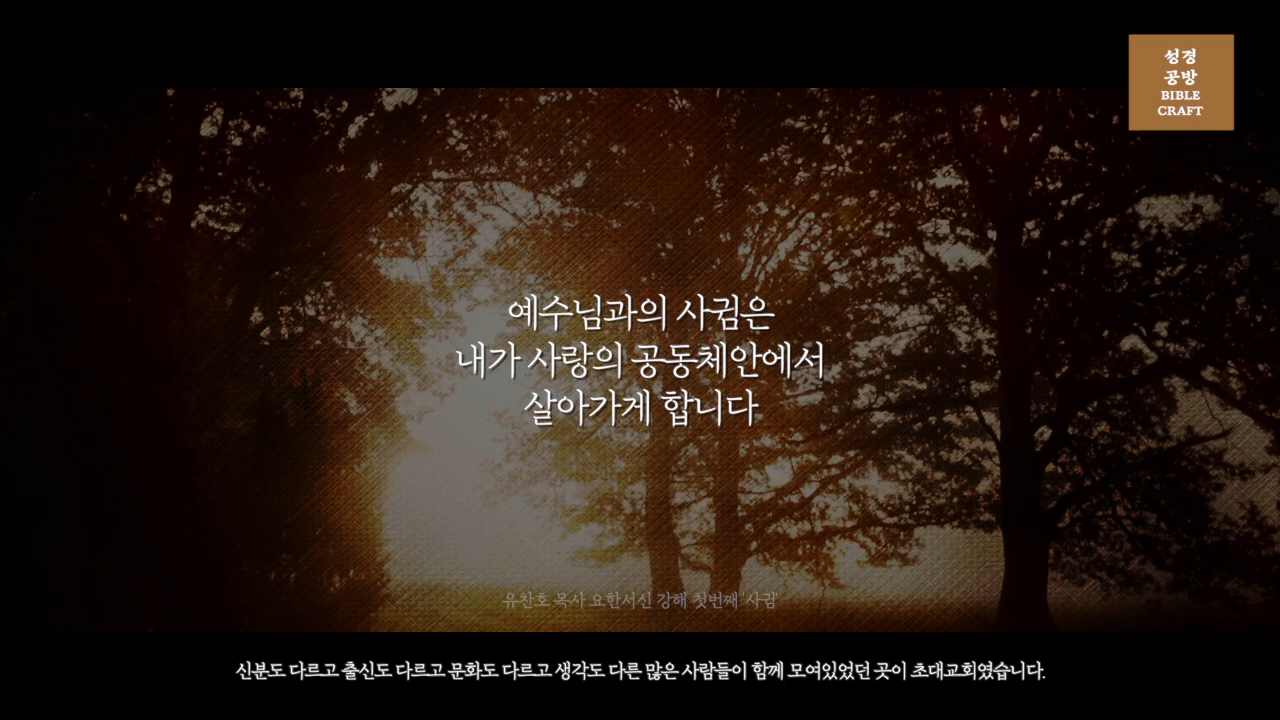 성경
공방
BIBLE
CRAFT
예수님과의 사귐은
내가 사랑의 공동체안에서
살아가게 합니다
유찬호 목사 요한서신 강해 첫번째 '사귐'
신분도 다르고 출신도 다르고 문화도 다르고 생각도 다른 많은 사람들이 함께 모여있었던 곳이 초대교회였습니다.